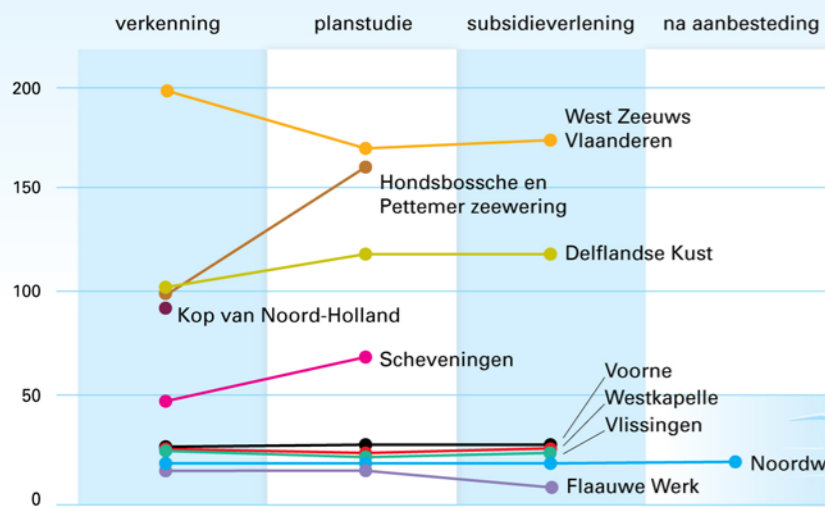 verkenning planstudie subsidieverlening na aanbesteding
200
West Zeeuws
Vlaanderen
150
Hondsbossche en
Pettemer zeewering
Delflandse Kust
100
Kop van Noord-Holland
Scheveningen
Voorne
50
Westkapelle
Vlissingen
Noordw
Flaauwe Werk
0